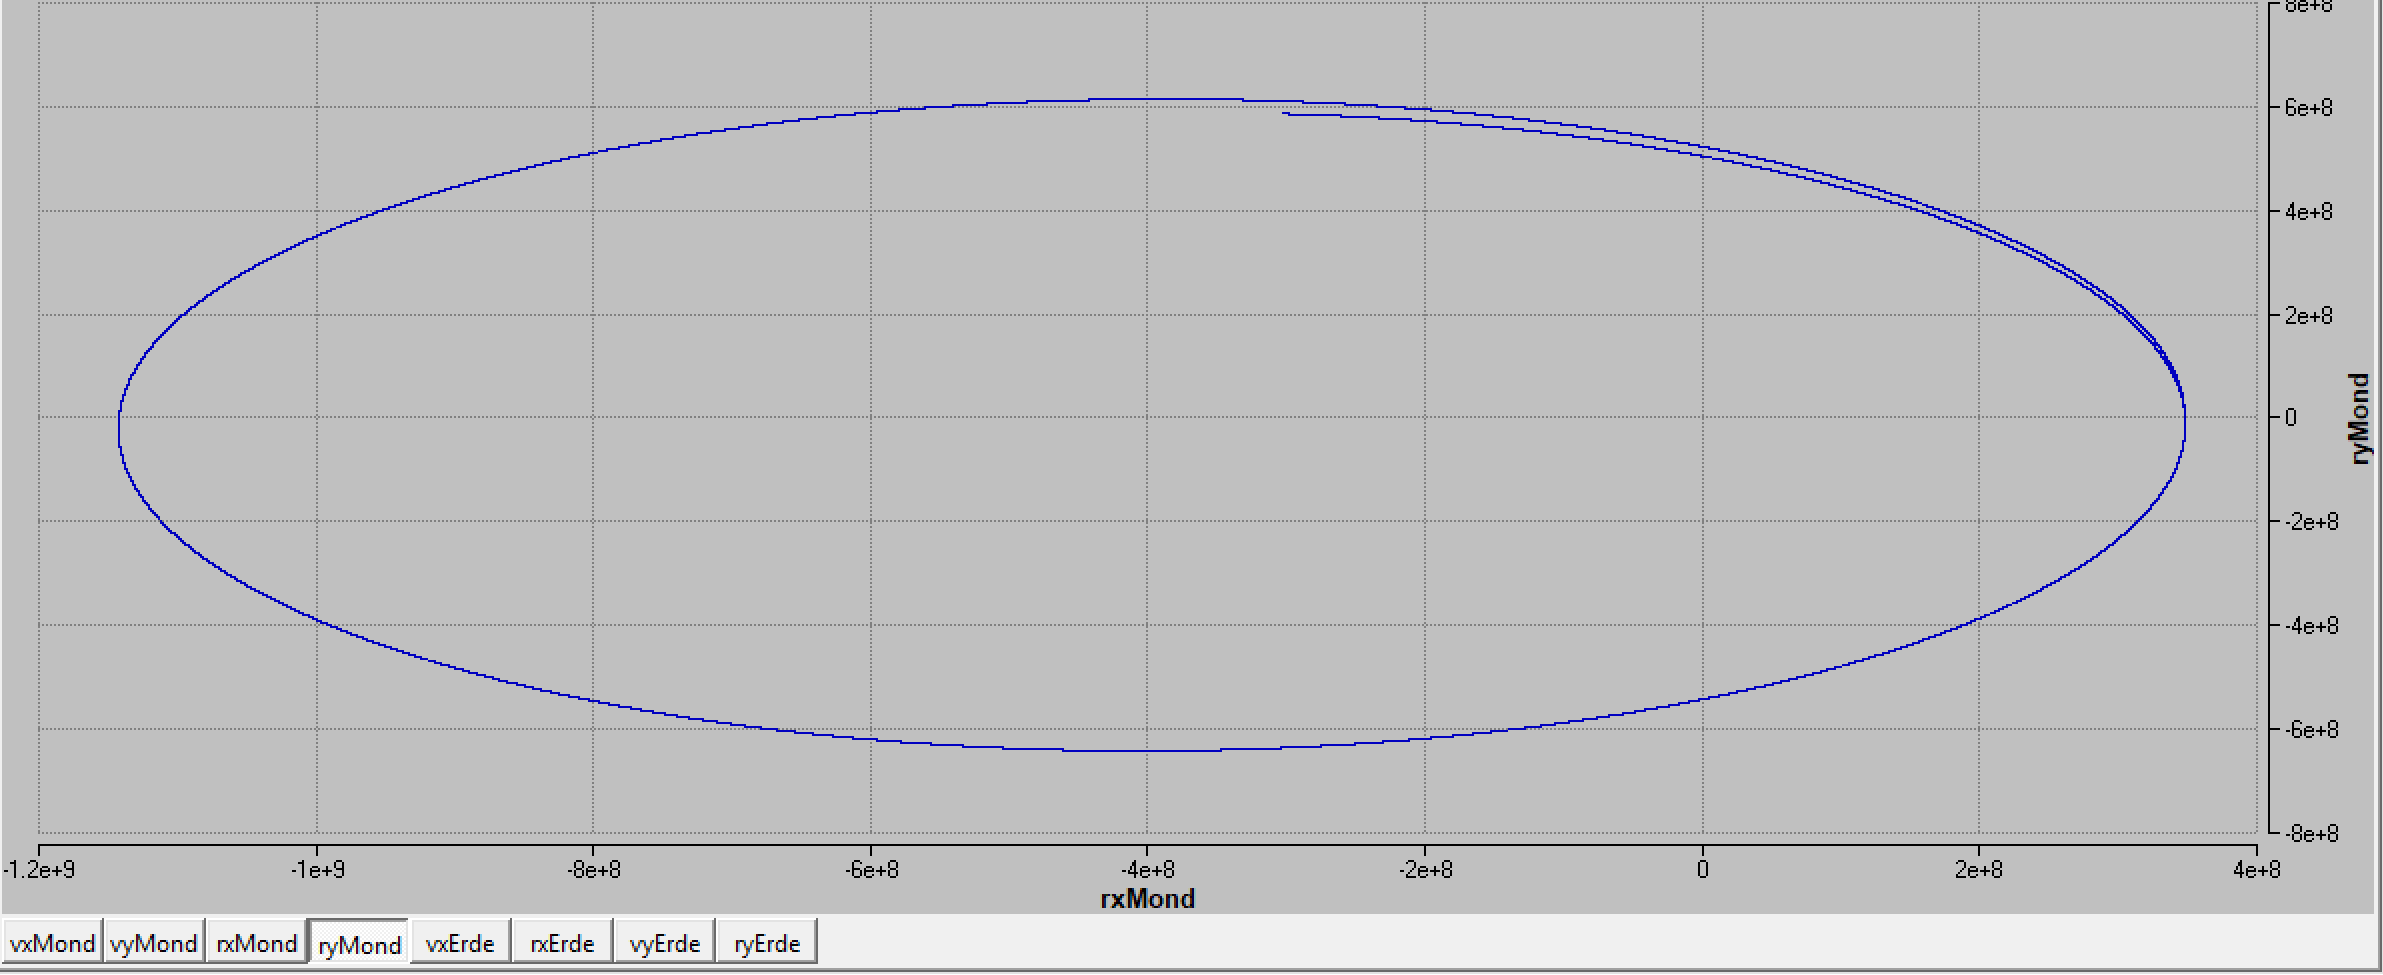 8e+8
6e+8
4e+8
2e+8
0
-2e+8
-4e+8
-6e+8
-8e+8
ryMond
-1.2e+9 -1e+9 -8e+8 -6e+8 -4e+8 -2e+8 0 2e+8 4e+8
rxMond
vxMond vyMond rxMond ryMond vxErde rxErde vyErde ryErde